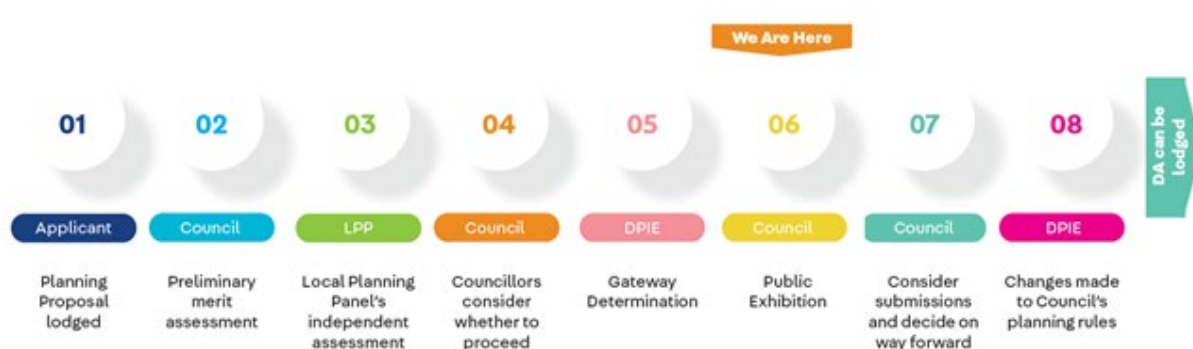 We Are Here
01
02
03
04
05
06
07
08
DA can be
lodged
Applicant
Council
LPP
Council
DPIE
Council
Council
DPIE
Planning
Proposal
lodged
Preliminary
merit
assessment
Local Planning
Panel's
independent
assessment
Councillors
consider
whether to
proceed
Gateway
Determination
Public
Exhibition
Consider
submissions
and decide on
way forward
Changes made
to Council's
planning rules